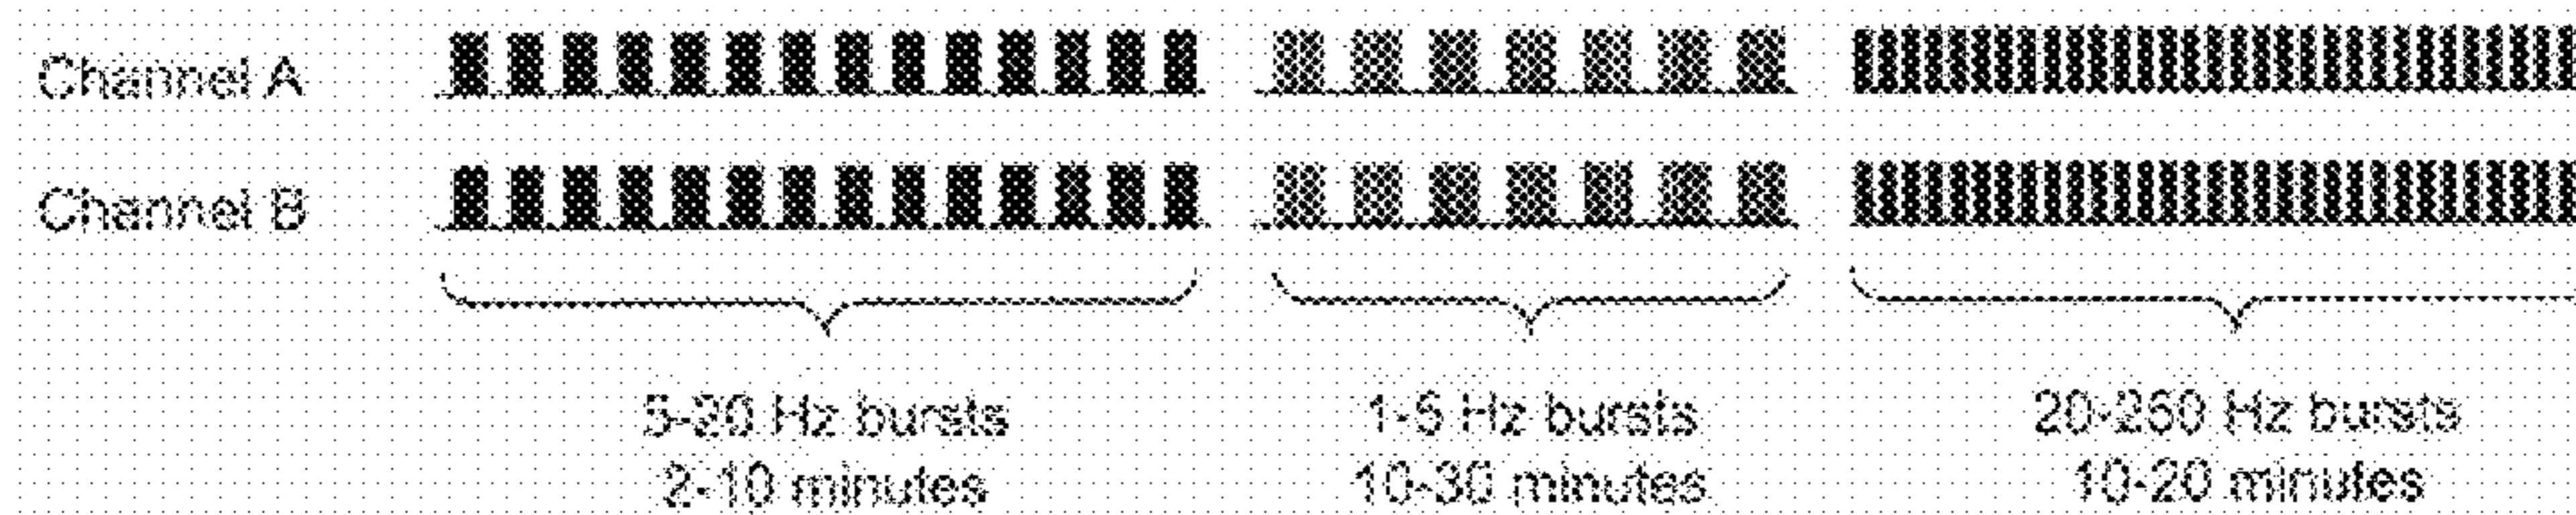 Channel A
Channel B
5-20 Hz bursts
2-10 minutes
1-5 Hz bursts
10-30 minutes
20-250 Hz bursts
10-20 minutes